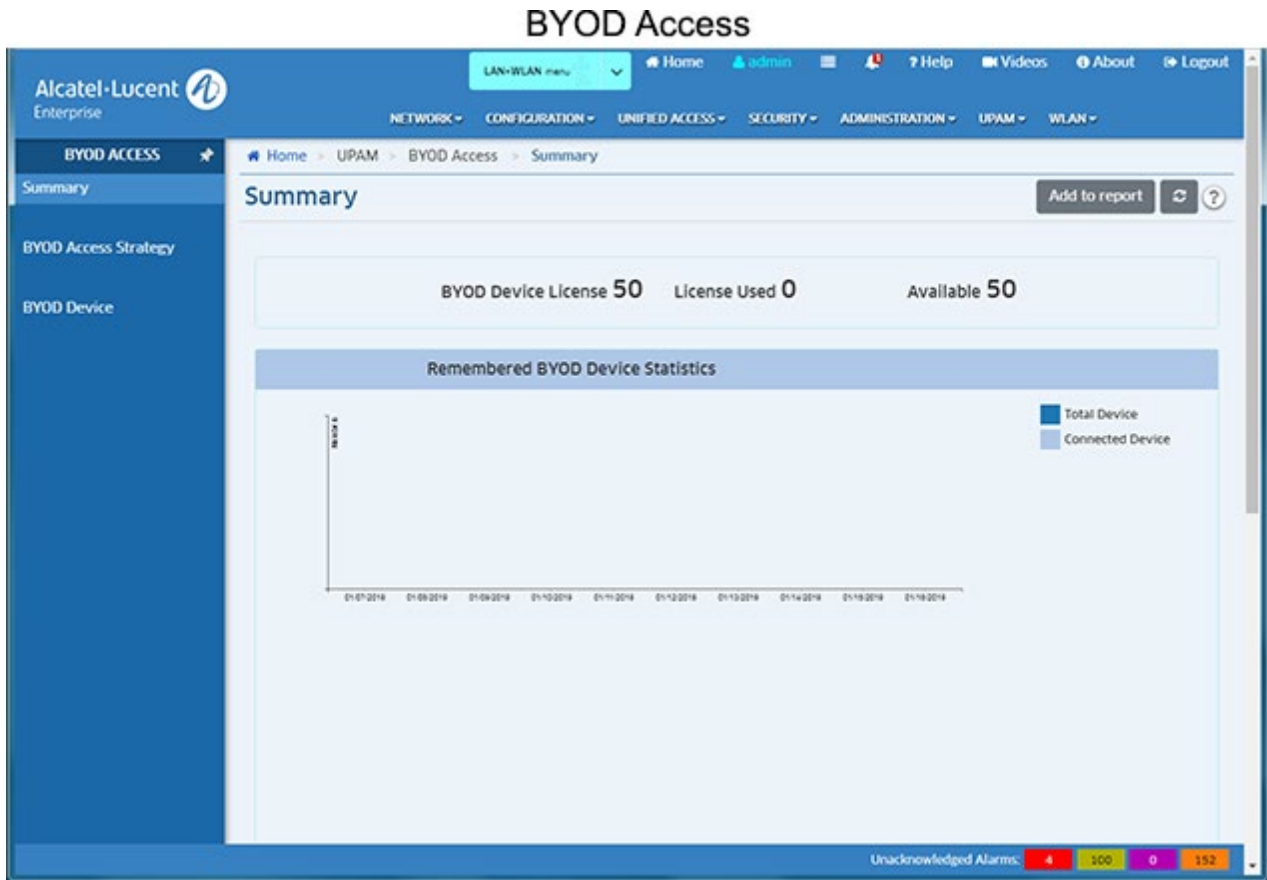 BYOD Access
Alcatel·Lucent
Enterprise
LAN+WLAN menu
Home admin ? Help Videos About Logout
NETWORK CONFIGURATION UNIFIED ACCESS SECURITY ADMINISTRATION UPAM WLAN
BYOD ACCESS
Home > UPAM > BYOD Access > Summary
Summary
Summary
Add to report
?
BYOD Access Strategy
BYOD Device
BYOD Device License 50 License Used 0 Available 50
Remembered BYOD Device Statistics
Total Device
Connected Device
Unacknowledged Alarms: 4 100 0 152